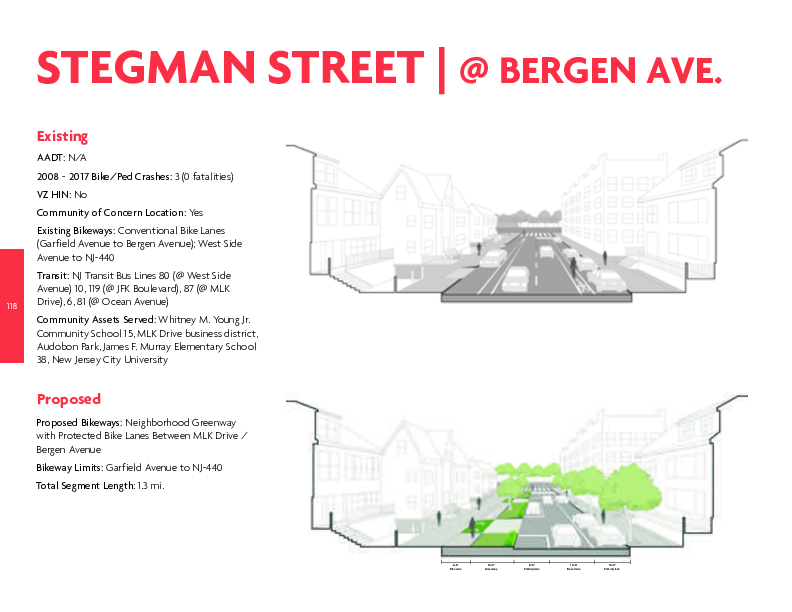 STEGMAN STREET | @ BERGEN AVE.
Existing
AADT: N/A
2008 - 2017 Bike/Ped Crashes: 3 (0 fatalities)
VZ HIN: No
Community of Concern Location: Yes
Existing Bikeways: Conventional Bike Lanes
(Garfield Avenue to Bergen Avenue); West Side
Avenue to NJ-440
Transit: NJ Transit Bus Lines 80 (@ West Side
Avenue) 10, 119 (@ JFK Boulevard), 87 (@ MLK
Drive), 6, 81 (@ Ocean Avenue)
Community Assets Served: Whitney M. Young Jr.
Community School 15, MLK Drive business district,
Audobon Park, James F. Murray Elementary School
38, New Jersey City University
118
Proposed
Proposed Bikeways: Neighborhood Greenway
with Protected Bike Lanes Between MLK Drive /
Bergen Avenue
Bikeway Limits: Garfield Avenue to NJ-440
Total Segment Length: 1.3 mi.